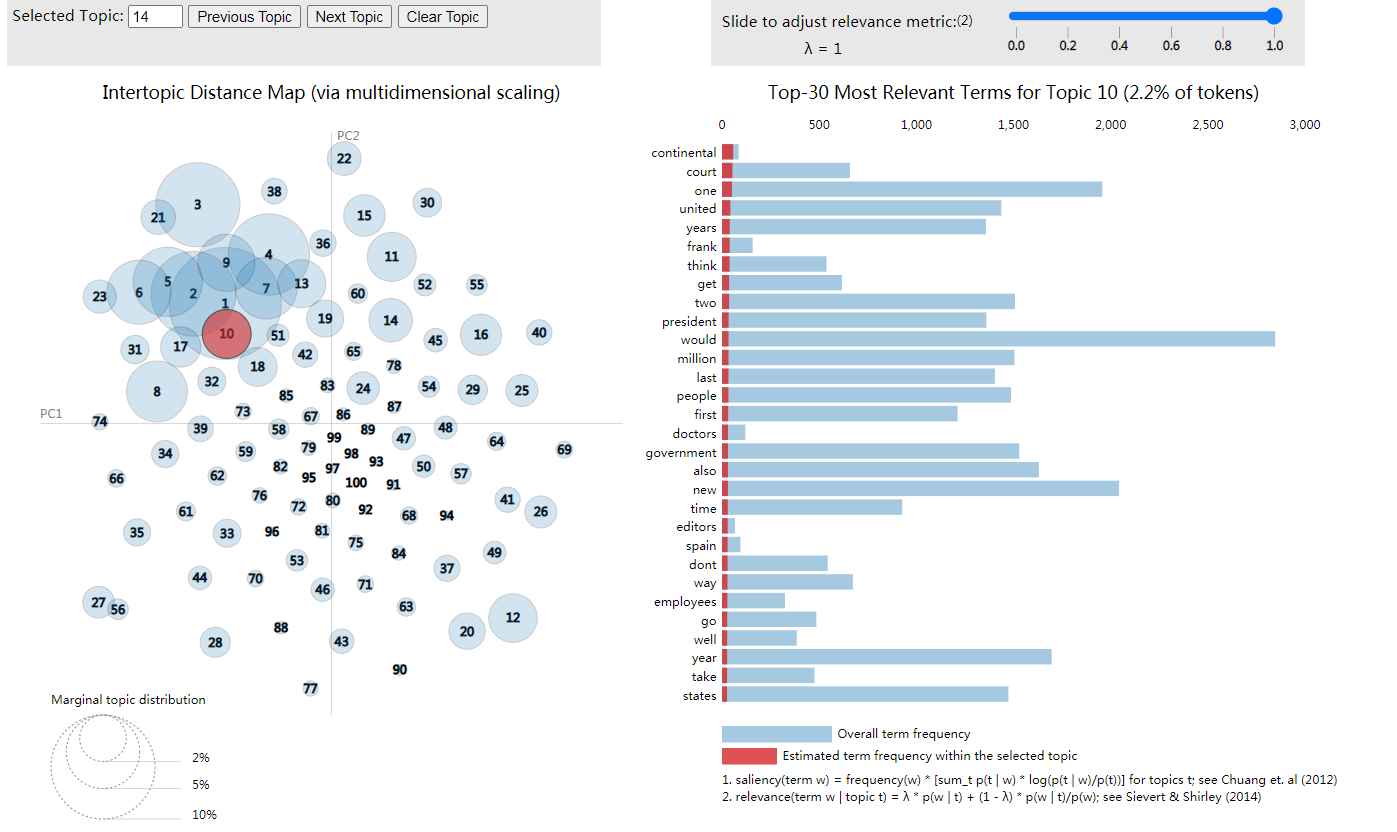 Selected Topic: 14 Previous Topic Next Topic Clear Topic
Slide to adjust relevance metric:(2)
λ = 1
0.0 0.2 0.4 0.6 0.8 1.0
Intertopic Distance Map (via multidimensional scaling)
PC2
22
38
3
30
21
15
36
4
11
9
5
13
52
55
7
6
2
60
23
1
19
14
10
51
16
40
45
17
31
42
65
18
78
32
83
24
54
29
25
8
85
87
73
67
86
PC1
74
39
58
89
48
99
47
64
79
69
34
59
98
93
82
97
50
66
62
95
57
100
91
76
80
41
72
92
61
68
94
26
35
33
96
81
75
84
49
53
37
44
70
71
46
27
56
63
12
88
20
28
43
90
77
Marginal topic distribution
2%
5%
10%
Top-30 Most Relevant Terms for Topic 10 (2.2% of tokens)
0 500 1,000 1,500 2,000 2,500 3,000
continental
court
one
united
years
frank
think
get
two
president
would
million
last
people
first
doctors
government
also
new
time
editors
spain
dont
way
employees
go
well
year
take
states
Overall term frequency
Estimated term frequency within the selected topic
1. saliency(term w) = frequency(w) * [sum_t p(t | w) * log(p(t | w)/p(t))] for topics t; see Chuang et. al (2012)
2. relevance(term w | topic t) = λ * p(w | t) + (1 - λ) * p(w | t)/p(w); see Sievert & Shirley (2014)